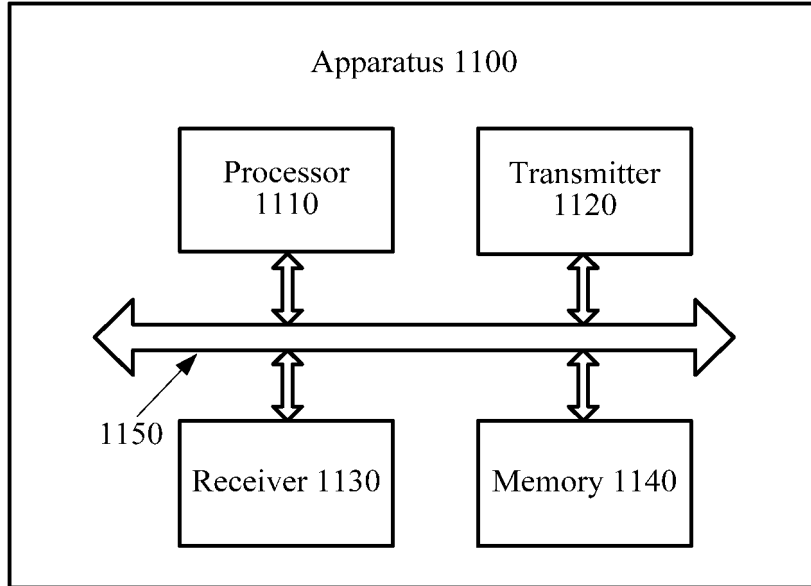 Apparatus 1100
Processor
1110
Transmitter
1120
1150
Receiver 1130
Memory 1140